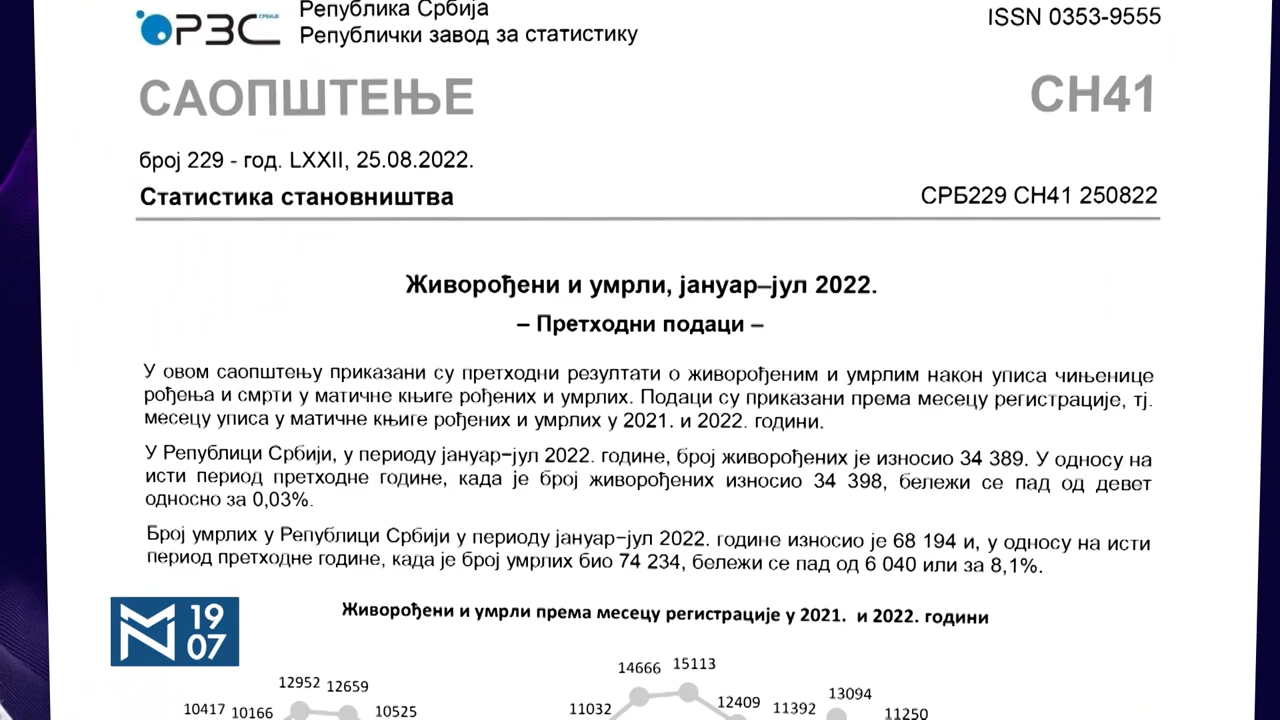 Република Србија
ISSN 0353-9555
СРБИЈЕ
РЗС
Републички завод за статистику
САОПШТЕЊЕ
СН41
број 229 - год. LXXII, 25.08.2022.
Статистика становништва
СРБ229 СН41 250822
Живорођени и умрли, јануар–јул 2022.
– Претходни подаци –
У овом саопштењу приказани су претходни резултати о живорођеним и умрлим након уписа чињенице
рођења и смрти у матичне књиге рођених и умрлих. Подаци су приказани према месецу регистрације, тј.
месецу уписа у матичне књиге рођених и умрлих у 2021. и 2022. години.
У Републици Србији, у периоду јануар–јул 2022. године, број живорођених је износио 34 389. У односу на
исти период претходне године, када је број живорођених износио 34 398, бележи се пад од девет
односно за 0,03%.
Број умрлих у Републици Србији у периоду јануар–јул 2022. године износио је 68 194 и, у односу на исти
период претходне године, када је број умрлих био 74 234, бележи се пад од 6 040 или за 8,1%.
Живорођени и умрли према месецу регистрације у 2021. и 2022. години
19
07
14666 15113
12952 12659
13094
10417 10166
10525
11032
12409
11392
11250